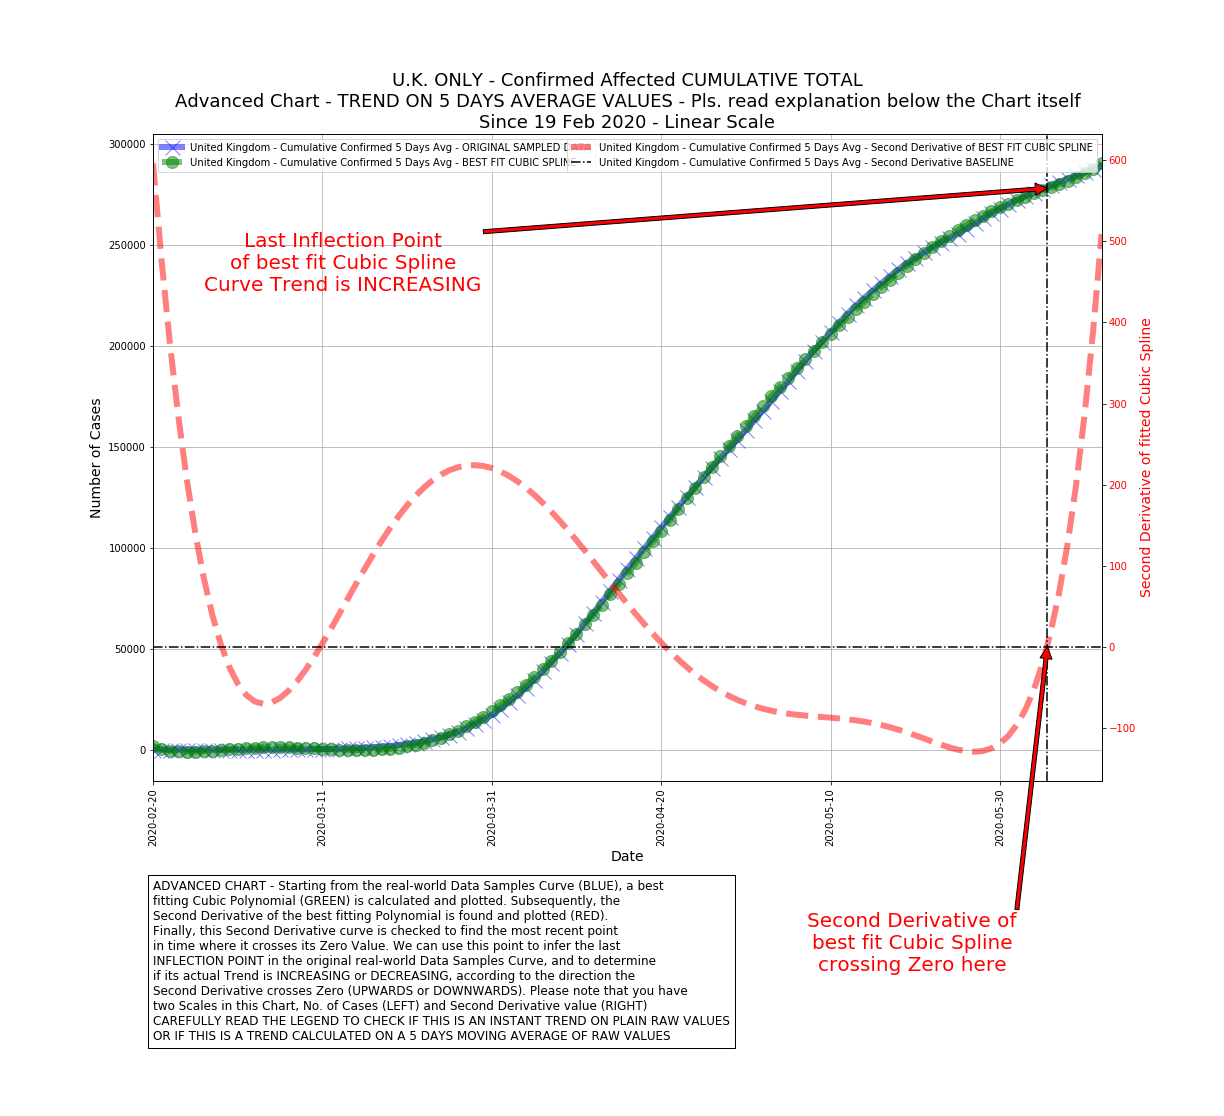 U.K. ONLY - Confirmed Affected CUMULATIVE TOTAL
Advanced Chart - TREND ON 5 DAYS AVERAGE VALUES - Pls. read explanation below the Chart itself
Since 19 Feb 2020 - Linear Scale
United Kingdom - Cumulative Confirmed 5 Days Avg - ORIGINAL SAMPLED
United Kingdom - Cumulative Confirmed 5 Days Avg - BEST FIT CUBIC SPLINE
United Kingdom - Cumulative Confirmed 5 Days Avg - Second Derivative of BEST FIT CUBIC SPLINE
United Kingdom - Cumulative Confirmed 5 Days Avg - Second Derivative BASELINE
Last Inflection Point
of best fit Cubic Spline
Curve Trend is INCREASING
Number of Cases
300000
250000
200000
150000
100000
50000
0
600
500
400
300
200
100
0
−100
Second Derivative of fitted Cubic Spline
2020-02-20
2020-03-11
2020-03-31
2020-04-20
2020-05-10
2020-05-30
Date
ADVANCED CHART - Starting from the real-world Data Samples Curve (BLUE), a best
fitting Cubic Polynomial (GREEN) is calculated and plotted. Subsequently, the
Second Derivative of the best fitting Polynomial is found and plotted (RED).
Finally, this Second Derivative curve is checked to find the most recent point
in time where it crosses its Zero Value. We can use this point to infer the last
INFLECTION POINT in the original real-world Data Samples Curve, and to determine
if its actual Trend is INCREASING or DECREASING, according to the direction the
Second Derivative crosses Zero (UPWARDS or DOWNWARDS). Please note that you have
two Scales in this Chart, No. of Cases (LEFT) and Second Derivative value (RIGHT)
CAREFULLY READ THE LEGEND TO CHECK IF THIS IS AN INSTANT TREND ON PLAIN RAW VALUES
OR IF THIS IS A TREND CALCULATED ON A 5 DAYS MOVING AVERAGE OF RAW VALUES
Second Derivative of
best fit Cubic Spline
crossing Zero here